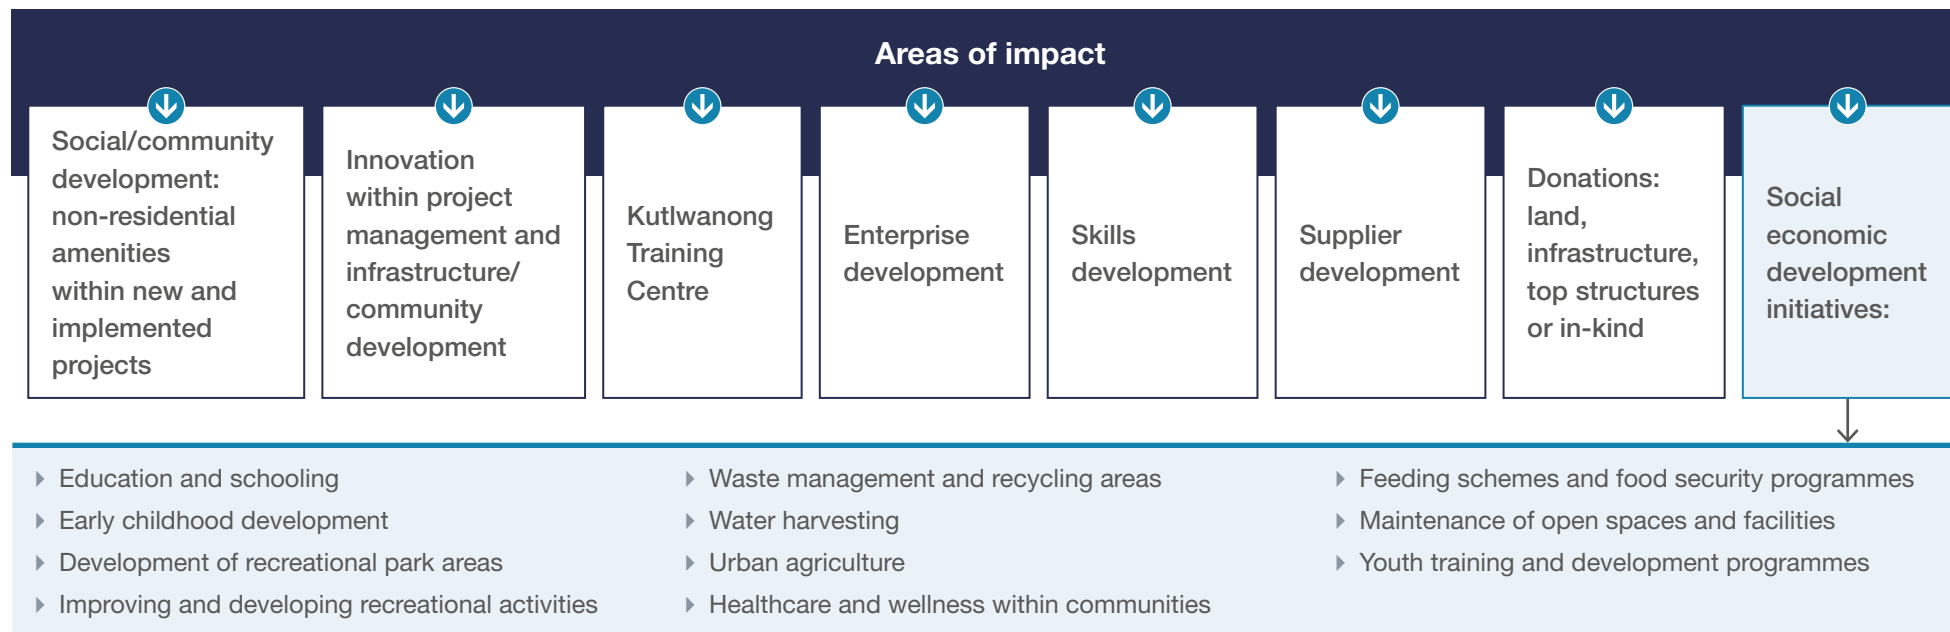 Areas of impact
Social/community
development:
non-residential
amenities
within new and
implemented
projects
Innovation
within project
management and
infrastructure/
community
development
Kutlwanong
Training
Centre
Enterprise
development
Skills
development
Supplier
development
Donations:
land,
infrastructure,
top structures
or in-kind
Social
economic
development
initiatives:
Education and schooling
Early childhood development
Development of recreational park areas
Improving and developing recreational activities
Waste management and recycling areas
Water harvesting
Urban agriculture
Healthcare and wellness within communities
Feeding schemes and food security programmes
Maintenance of open spaces and facilities
Youth training and development programmes